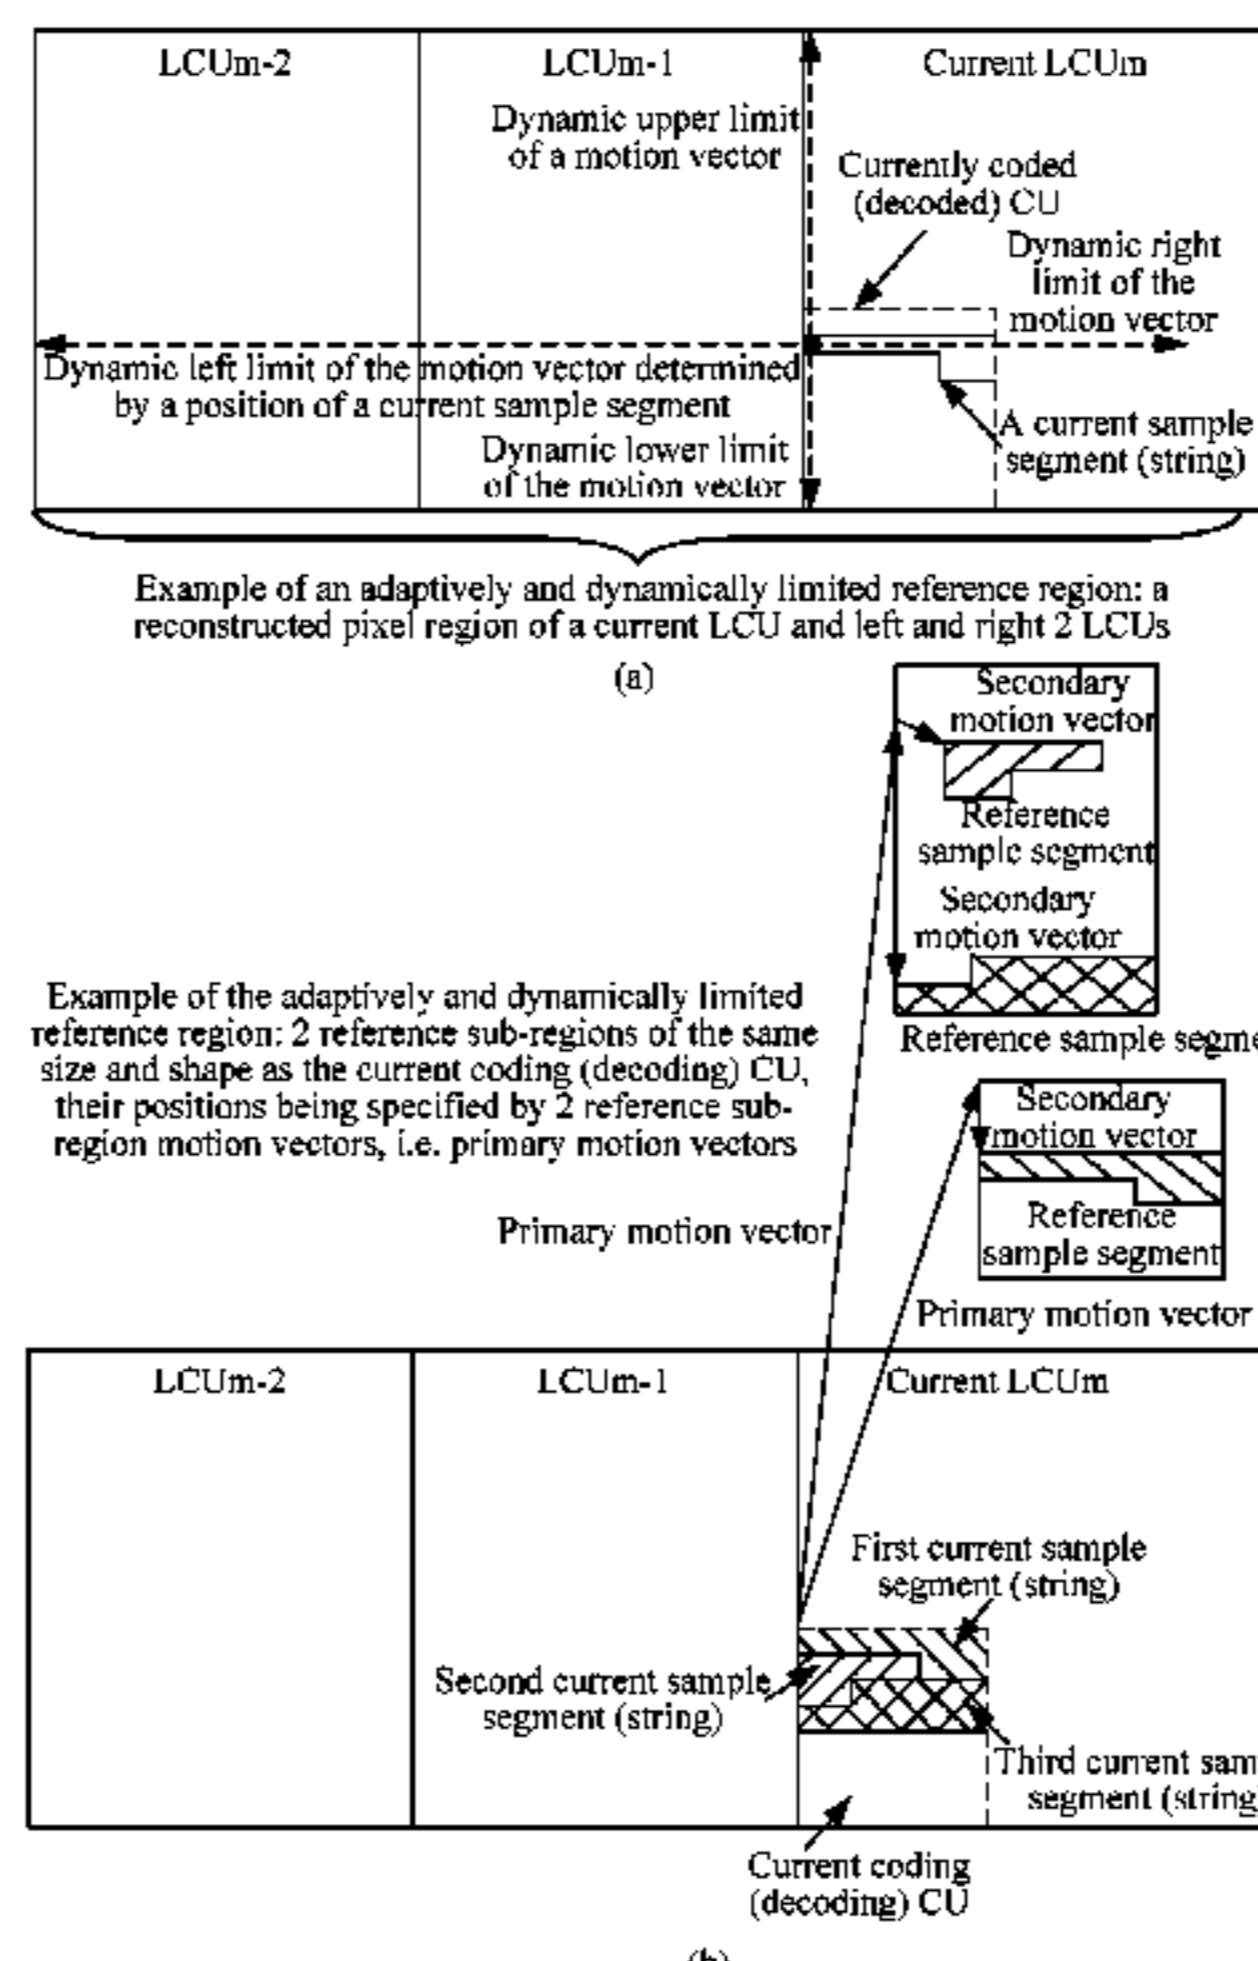 LCUm-2
LCUm-1
Current LCUm
Dynamic upper limit
of a motion vector
Currently coded
(decoded) CU
Dynamic right
limit of the
motion vector
Dynamic left limit of the motion vector determined
by a position of a current sample segment
Dynamic lower limit
of the motion vector
A current sample
segment (string)
Example of an adaptively and dynamically limited reference region: a
reconstructed pixel region of a current LCU and left and right 2 LCUs
(a)
Secondary
motion vector
Reference
sample segment
Secondary
motion vector
Reference sample segme
Example of the adaptively and dynamically limited
reference region: 2 reference sub-regions of the same
size and shape as the current coding (decoding) CU,
their positions being specified by 2 reference sub-
region motion vectors, i.e. primary motion vectors
Secondary
motion vector
Reference
sample segment
Primary motion vector
Primary motion vector
LCUm-2
LCUm-1
Current LCUm
First current sample
segment (string)
Second current sample
segment (string)
Third current sam
segment (string
Current coding
(decoding) CU
(b)